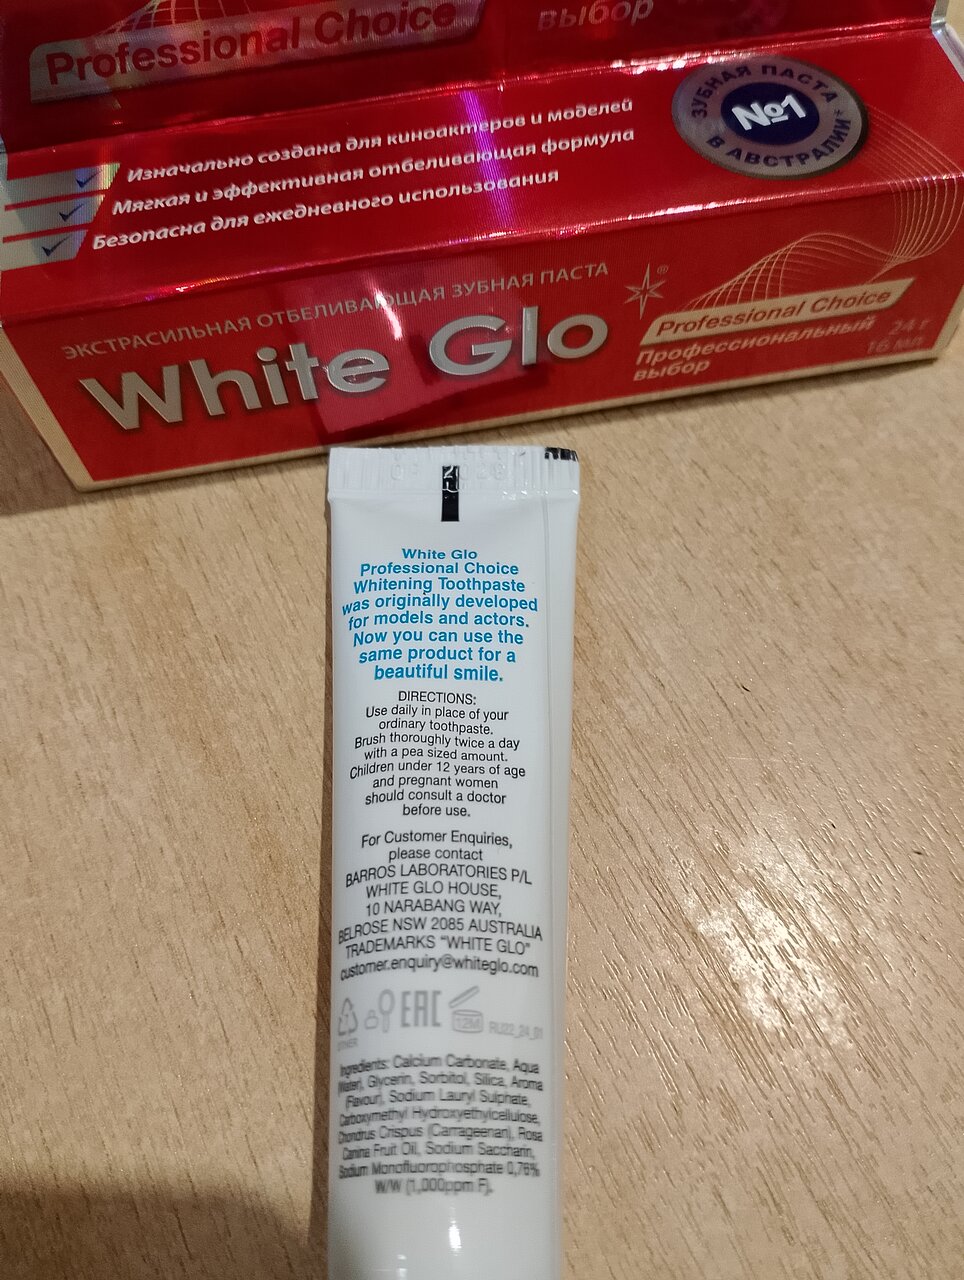 Professional Choice
выбор
Изначально создана для киноактеров и моделей
Мягкая и эффективная отбеливающая формула
Безопасна для ежедневного использования
ЗУБНАЯ ПАСТА
№1
В АВСТРАЛИИ*
ЭКСТРАСИЛЬНАЯ ОТБЕЛИВАЮЩАЯ ЗУБНАЯ ПАСТА
White Glo
®
Professional Choice
Профессиональный
выбор
24 г
16 мл
White Glo
Professional Choice
Whitening Toothpaste
was originally developed
for models and actors.
Now you can use the
same product for a
beautiful smile.
DIRECTIONS:
Use daily in place of your
ordinary toothpaste.
Brush thoroughly twice a day
with a pea sized amount.
Children under 12 years of age
and pregnant women
should consult a doctor
before use.
For Customer Enquiries,
please contact
BARROS LABORATORIES P/L
WHITE GLO HOUSE,
10 NARABANG WAY,
BELROSE NSW 2085 AUSTRALIA
TRADEMARKS "WHITE GLO"
customer.enquiry@whiteglo.com
EAC
12M
RU22_24_01
OTHER
Ingredients: Calcium Carbonate, Aqua
(Water), Glycerin, Sorbitol, Silica, Aroma
(Flavour), Sodium Lauryl Sulphate,
Carboxymethyl Hydroxyethylcellulose,
Chondrus Crispus (Carrageenan), Rosa
Canina Fruit Oil, Sodium Saccharin,
Sodium Monofluorophosphate 0,76%
W/W (1,000ppm F).